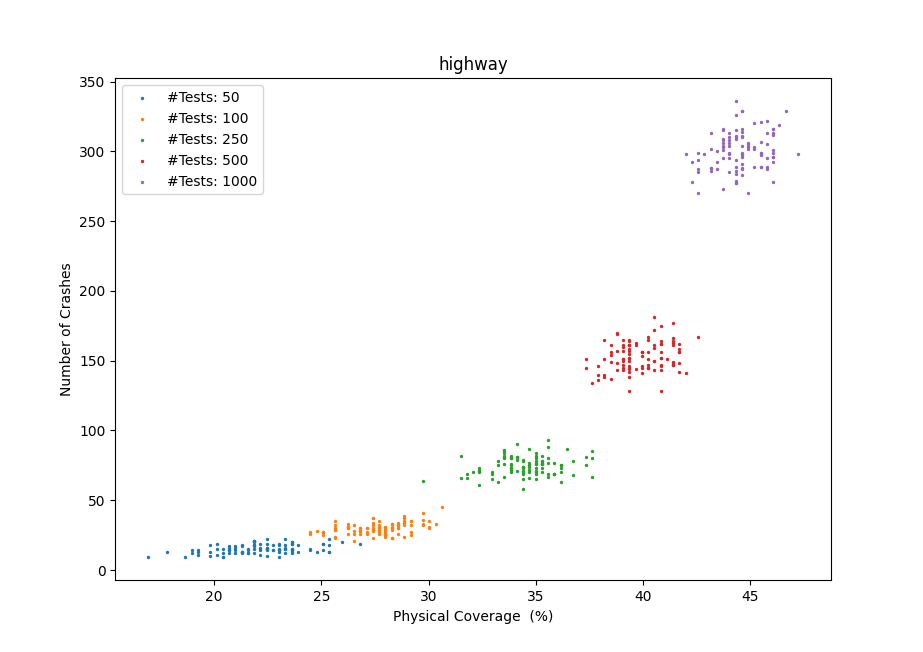 highway
350
300
250
200
150
100
50
0
Number of Crashes
#Tests: 50
#Tests: 100
#Tests: 250
#Tests: 500
#Tests: 1000
20 25 30 35 40 45
Physical Coverage  (%)